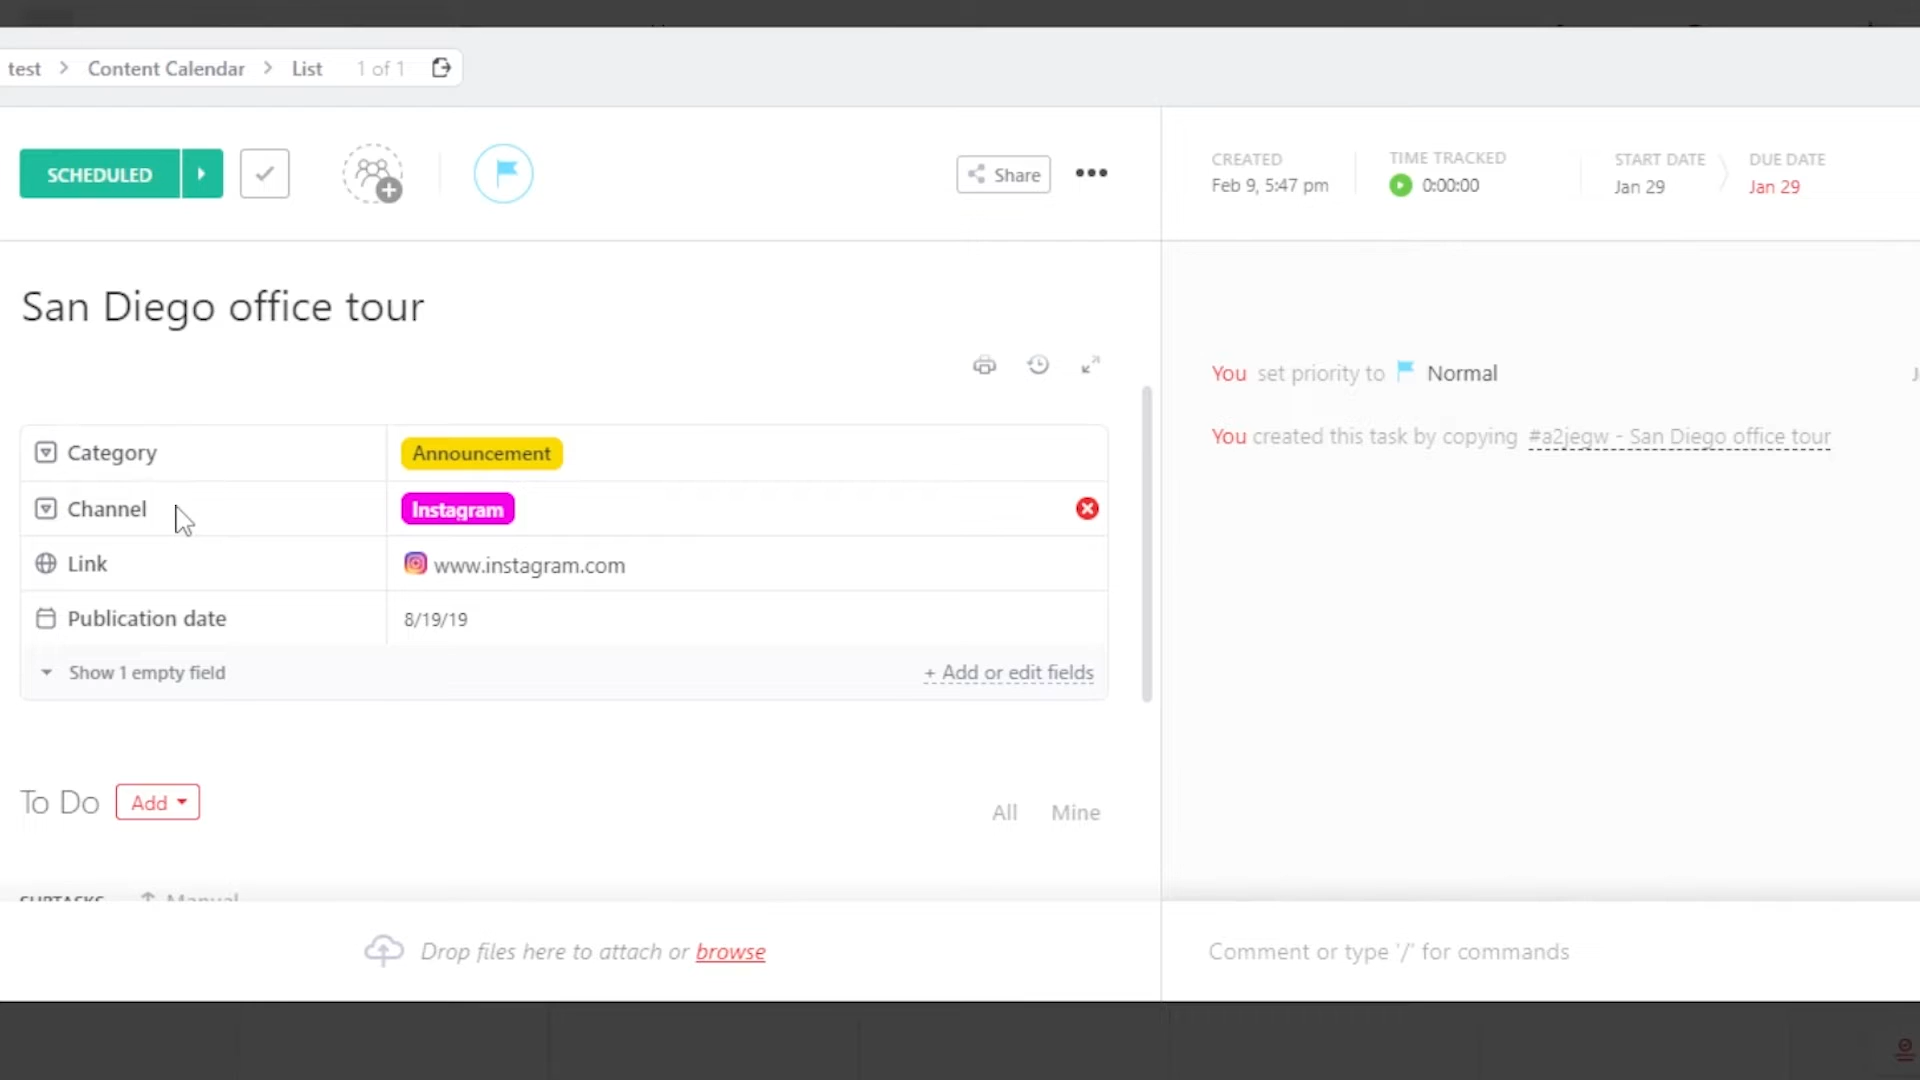 test > Content Calendar > List 1 of 1
SCHEDULED
Share
CREATED
Feb 9, 5:47 pm
TIME TRACKED
0:00:00
START DATE
Jan 29
DUE DATE
Jan 29
San Diego office tour
Category Announcement
Channel Instagram
Link www.instagram.com
Publication date 8/19/19
Show 1 empty field + Add or edit fields
To Do Add
All Mine
SUBTASKS Manual
Drop files here to attach or browse
You set priority to Normal
You created this task by copying #a2jegw - San Diego office tour
Comment or type '/' for commands